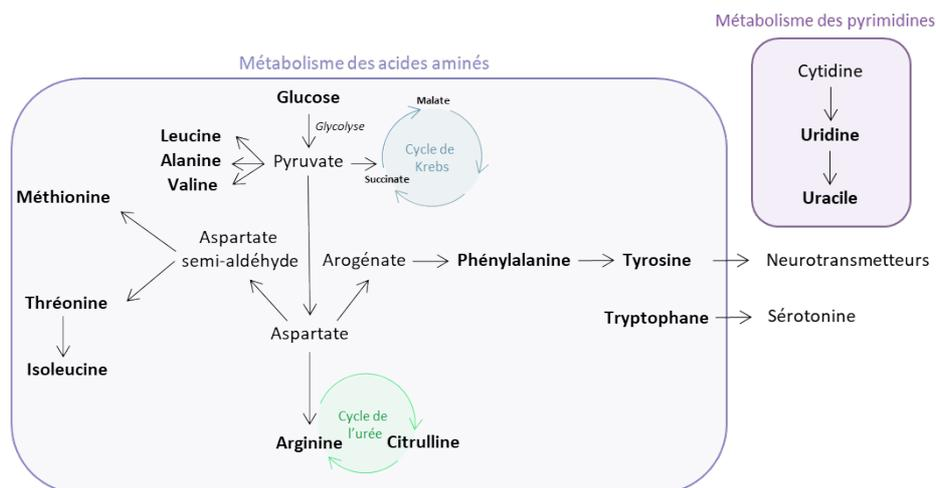 Métabolisme des pyrimidines
Cytidine
Uridine
Uracile
Métabolisme des acides aminés
Glucose
Glycolyse
Malate
Leucine
Alanine
Valine
Pyruvate
Cycle de
Krebs
Succinate
Méthionine
Aspartate
semi-aldéhyde
Arogénate
Phénylalanine
Tyrosine
Neurotransmetteurs
Thréonine
Isoleucine
Aspartate
Tryptophane
Sérotonine
Cycle de
l'urée
Arginine
Citrulline